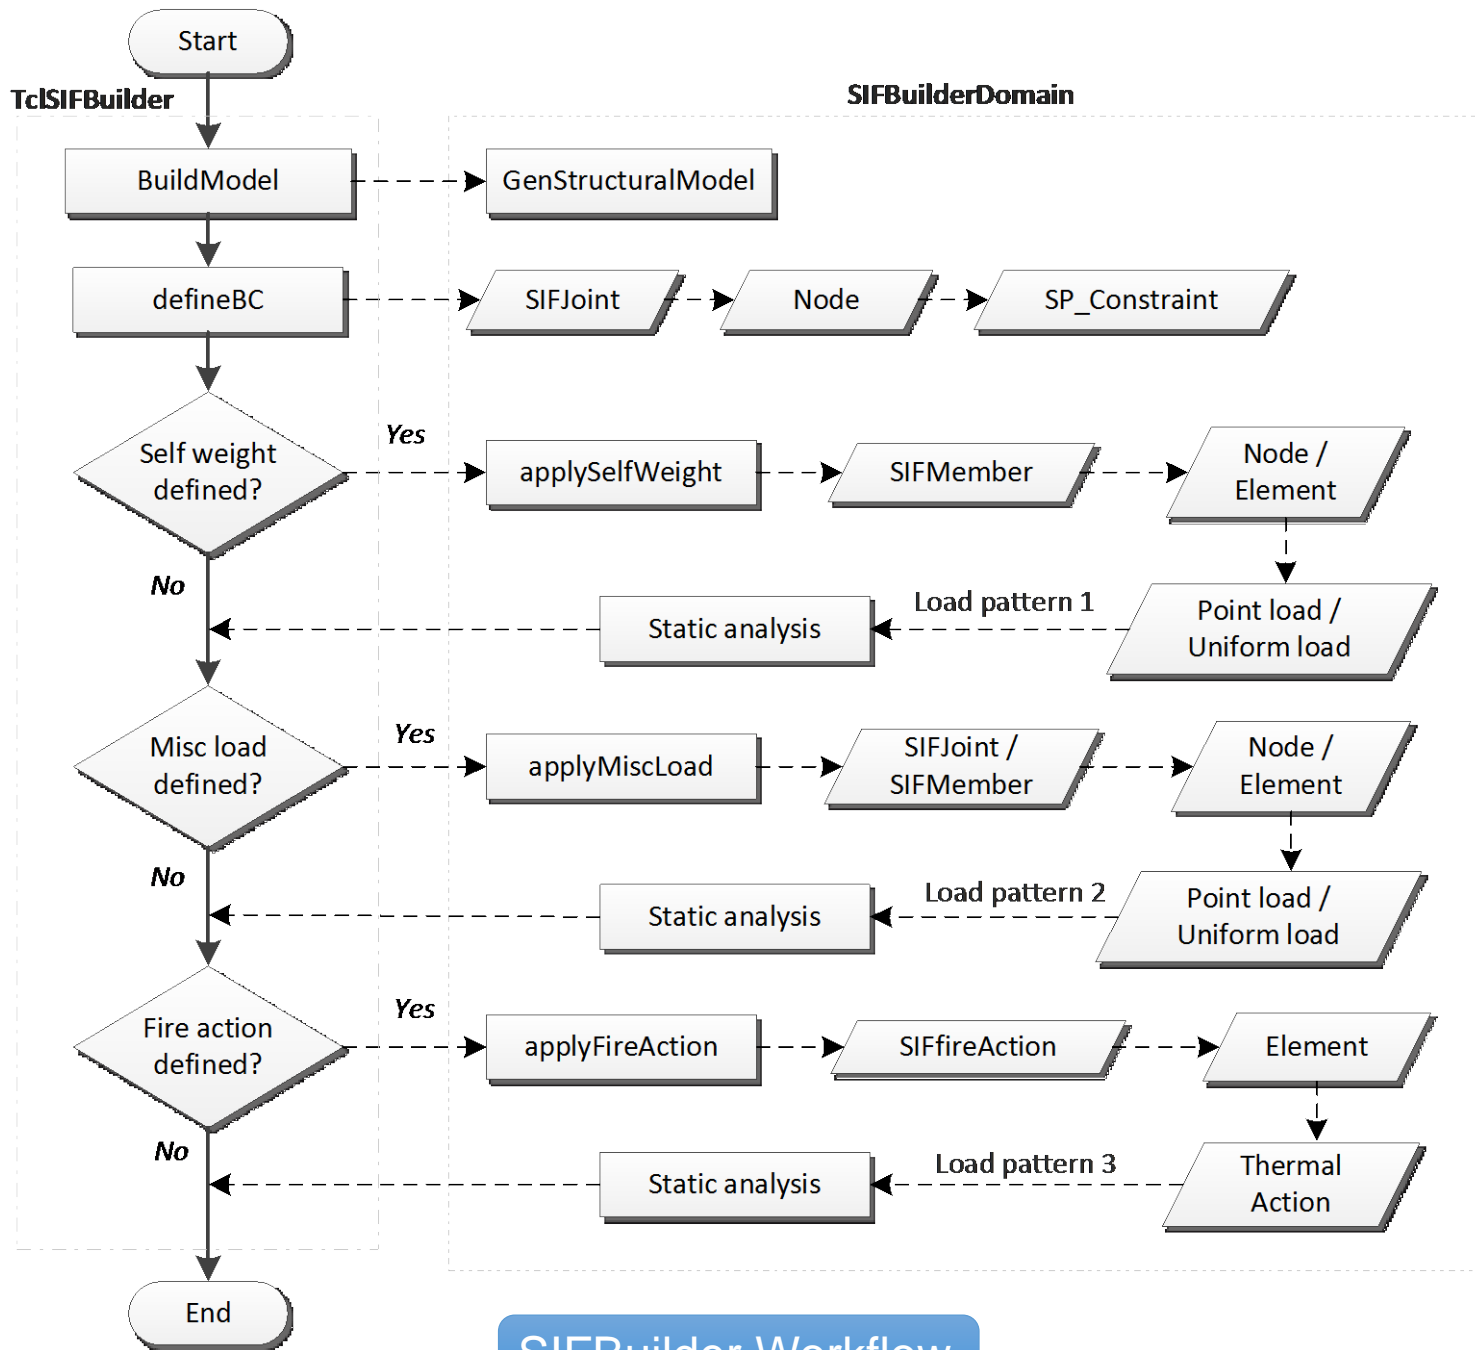 Start
TclSIFBuilder
SIFBuilderDomain
BuildModel
GenStructuralModel
defineBC
SIFJoint
Node
SP_Constraint
Self weight
defined?
Yes
applySelfWeight
SIFMember
Node /
Element
No
Static analysis
Load pattern 1
Point load /
Uniform load
Misc load
defined?
Yes
applyMiscLoad
SIFJoint /
SIFMember
Node /
Element
No
Static analysis
Load pattern 2
Point load /
Uniform load
Fire action
defined?
Yes
applyFireAction
SIFfireAction
Element
No
Static analysis
Load pattern 3
Thermal
Action
End
SIFBuilder Workflow